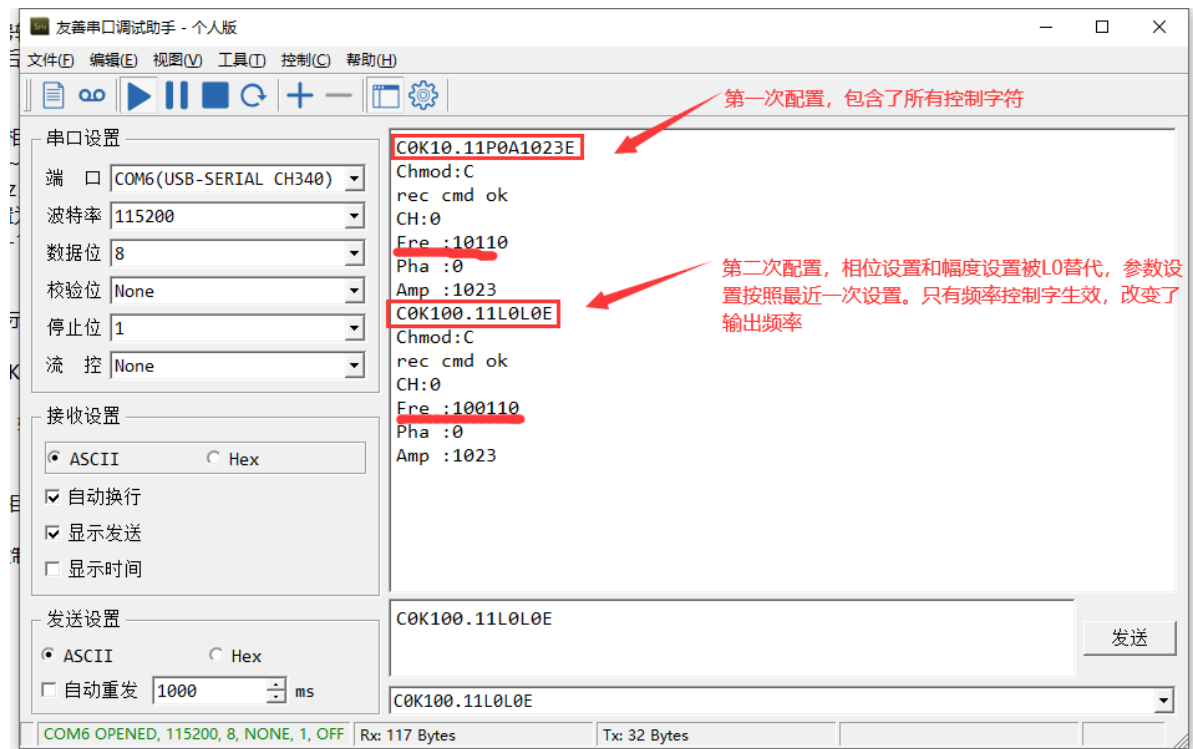 友善串口调试助手 - 个人版
文件(F) 编辑(E) 视图(V) 工具(T) 控制(C) 帮助(H)
第一次配置，包含了所有控制字符
串口设置
端 口 COM6(USB-SERIAL CH340)
波特率 115200
数据位 8
校验位 None
停止位 1
流 控 None
接收设置
ASCII Hex
自动换行
显示发送
显示时间
发送设置
ASCII Hex
自动重发 1000 ms
C0K10.11P0A1023E
Chmod:C
rec cmd ok
CH:0
Fre :10110
Pha :0
Amp :1023
C0K100.11L0L0E
Chmod:C
rec cmd ok
CH:0
Fre :100110
Pha :0
Amp :1023
第二次配置，相位设置和幅度设置被L0替代，参数设
置按照最近一次设置。只有频率控制字生效，改变了
输出频率
C0K100.11L0L0E
发送
C0K100.11L0L0E
COM6 OPENED, 115200, 8, NONE, 1, OFF Rx: 117 Bytes Tx: 32 Bytes